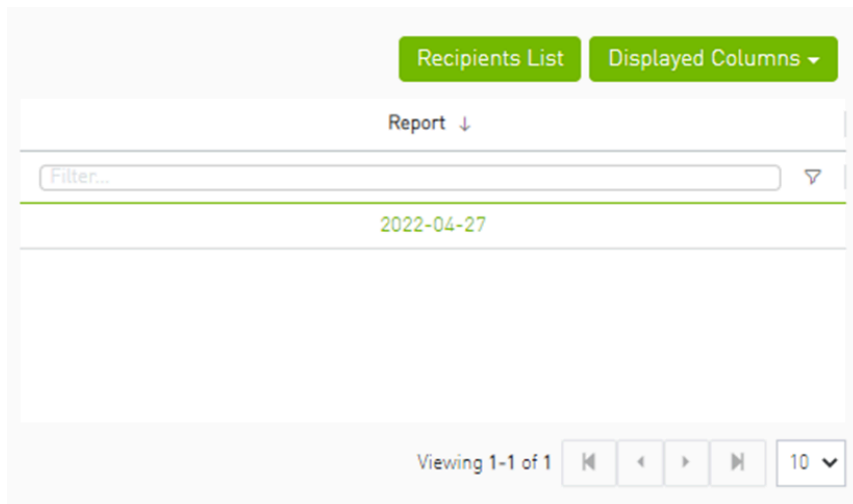 Recipients List Displayed Columns
Report ↓
Filter...
2022-04-27
Viewing 1-1 of 1 10